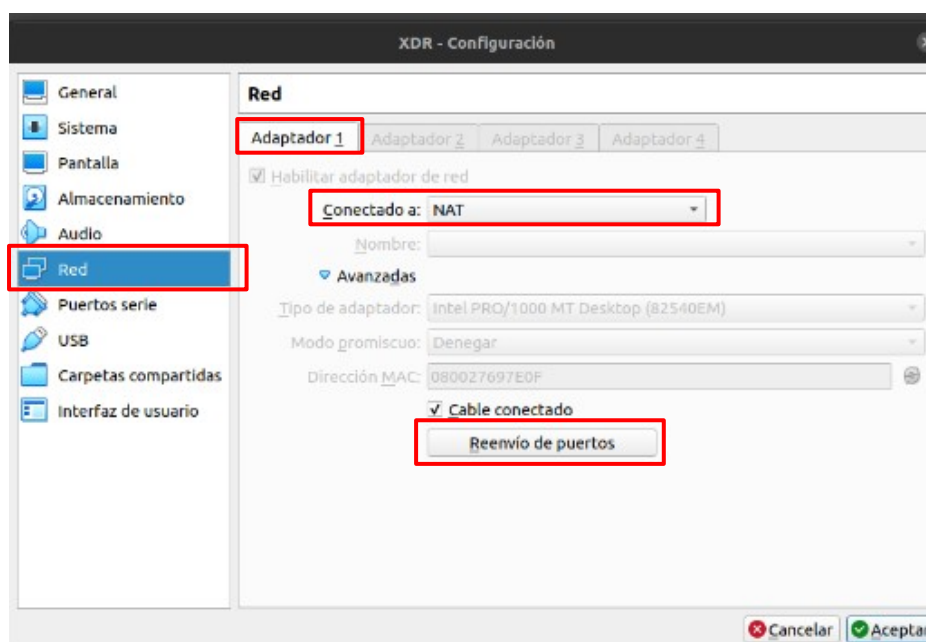 XDR - Configuración
General
Sistema
Pantalla
Almacenamiento
Audio
Red
Puertos serie
USB
Carpetas compartidas
Interfaz de usuario
Red
Adaptador 1 Adaptador 2 Adaptador 3 Adaptador 4
Habilitar adaptador de red
Conectado a: NAT
Nombre:
Avanzadas
Tipo de adaptador: Intel PRO/1000 MT Desktop (82540EM)
Modo promiscuo: Denegar
Dirección MAC: 080027697E0F
Cable conectado
Reenvío de puertos
Cancelar Aceptar